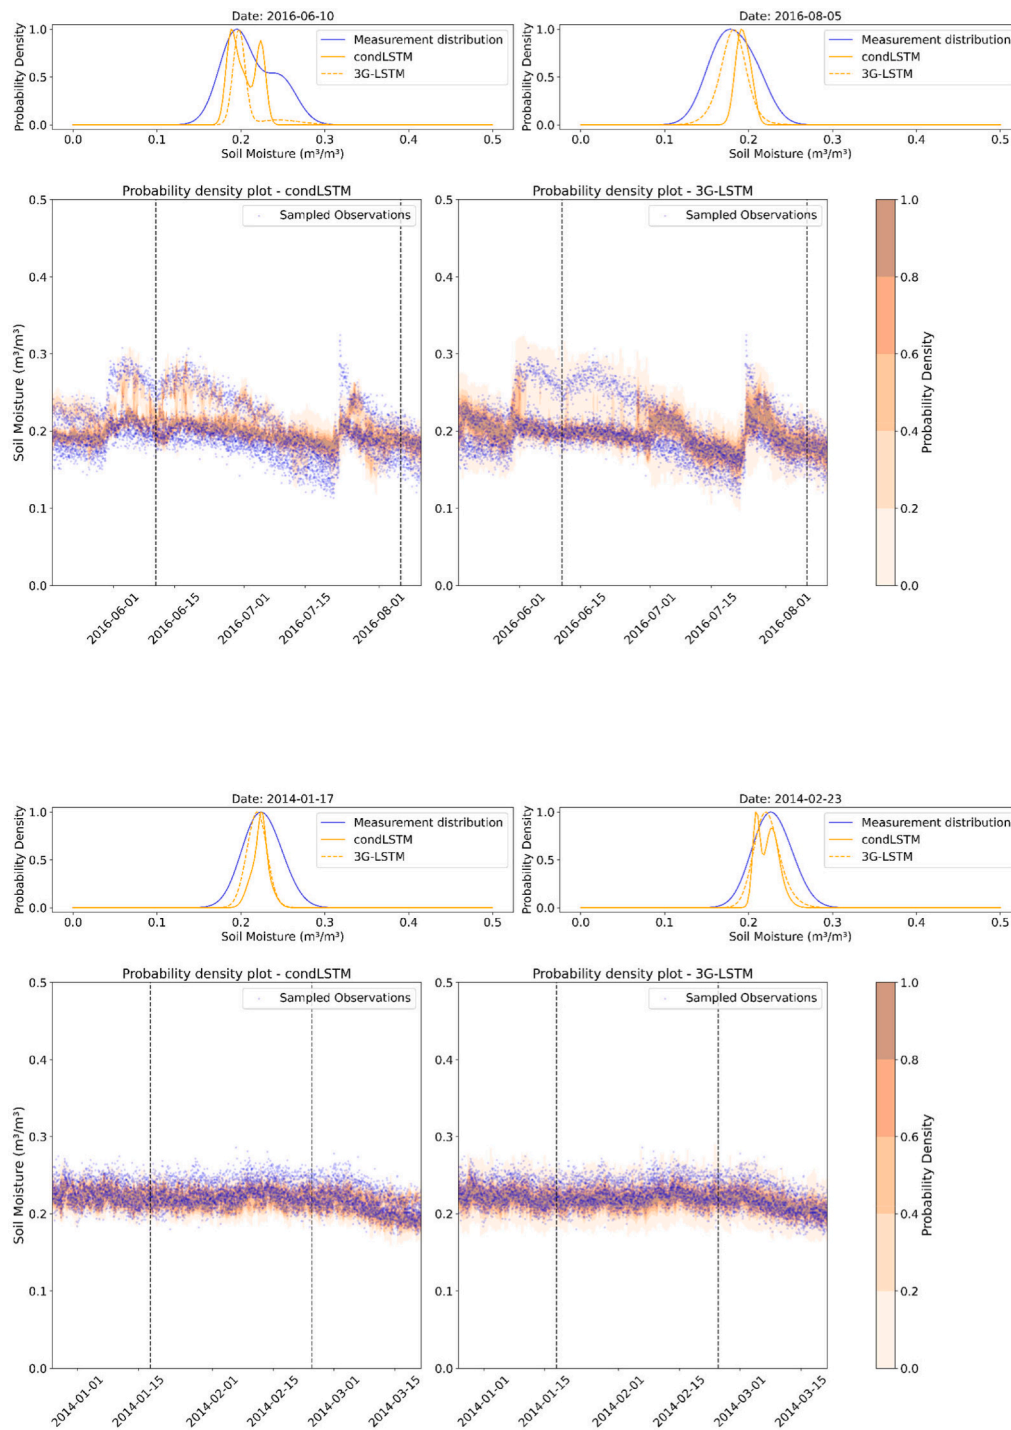 Date: 2016-06-10
Probability Density
1.0
0.5
0.0
Measurement distribution
condLSTM
3G-LSTM
0.0 0.1 0.2 0.3 0.4 0.5
Soil Moisture (m³/m³)
Date: 2016-08-05
Probability Density
1.0
0.5
0.0
Measurement distribution
condLSTM
3G-LSTM
0.0 0.1 0.2 0.3 0.4 0.5
Soil Moisture (m³/m³)
Probability density plot - condLSTM
Sampled Observations
Soil Moisture (m³/m³)
0.5
0.4
0.3
0.2
0.1
0.0
2016-06-01 2016-06-15 2016-07-01 2016-07-15 2016-08-01
Probability density plot - 3G-LSTM
Sampled Observations
0.5
0.4
0.3
0.2
0.1
0.0
2016-06-01 2016-06-15 2016-07-01 2016-07-15 2016-08-01
1.0
0.8
0.6
0.4
0.2
0.0
Probability Density
Date: 2014-01-17
Probability Density
1.0
0.5
0.0
Measurement distribution
condLSTM
3G-LSTM
0.0 0.1 0.2 0.3 0.4 0.5
Soil Moisture (m³/m³)
Date: 2014-02-23
Probability Density
1.0
0.5
0.0
Measurement distribution
condLSTM
3G-LSTM
0.0 0.1 0.2 0.3 0.4 0.5
Soil Moisture (m³/m³)
Probability density plot - condLSTM
Sampled Observations
Soil Moisture (m³/m³)
0.5
0.4
0.3
0.2
0.1
0.0
2014-01-01 2014-01-15 2014-02-01 2014-02-15 2014-03-01 2014-03-15
Probability density plot - 3G-LSTM
Sampled Observations
0.5
0.4
0.3
0.2
0.1
0.0
2014-01-01 2014-01-15 2014-02-01 2014-02-15 2014-03-01 2014-03-15
1.0
0.8
0.6
0.4
0.2
0.0
Probability Density